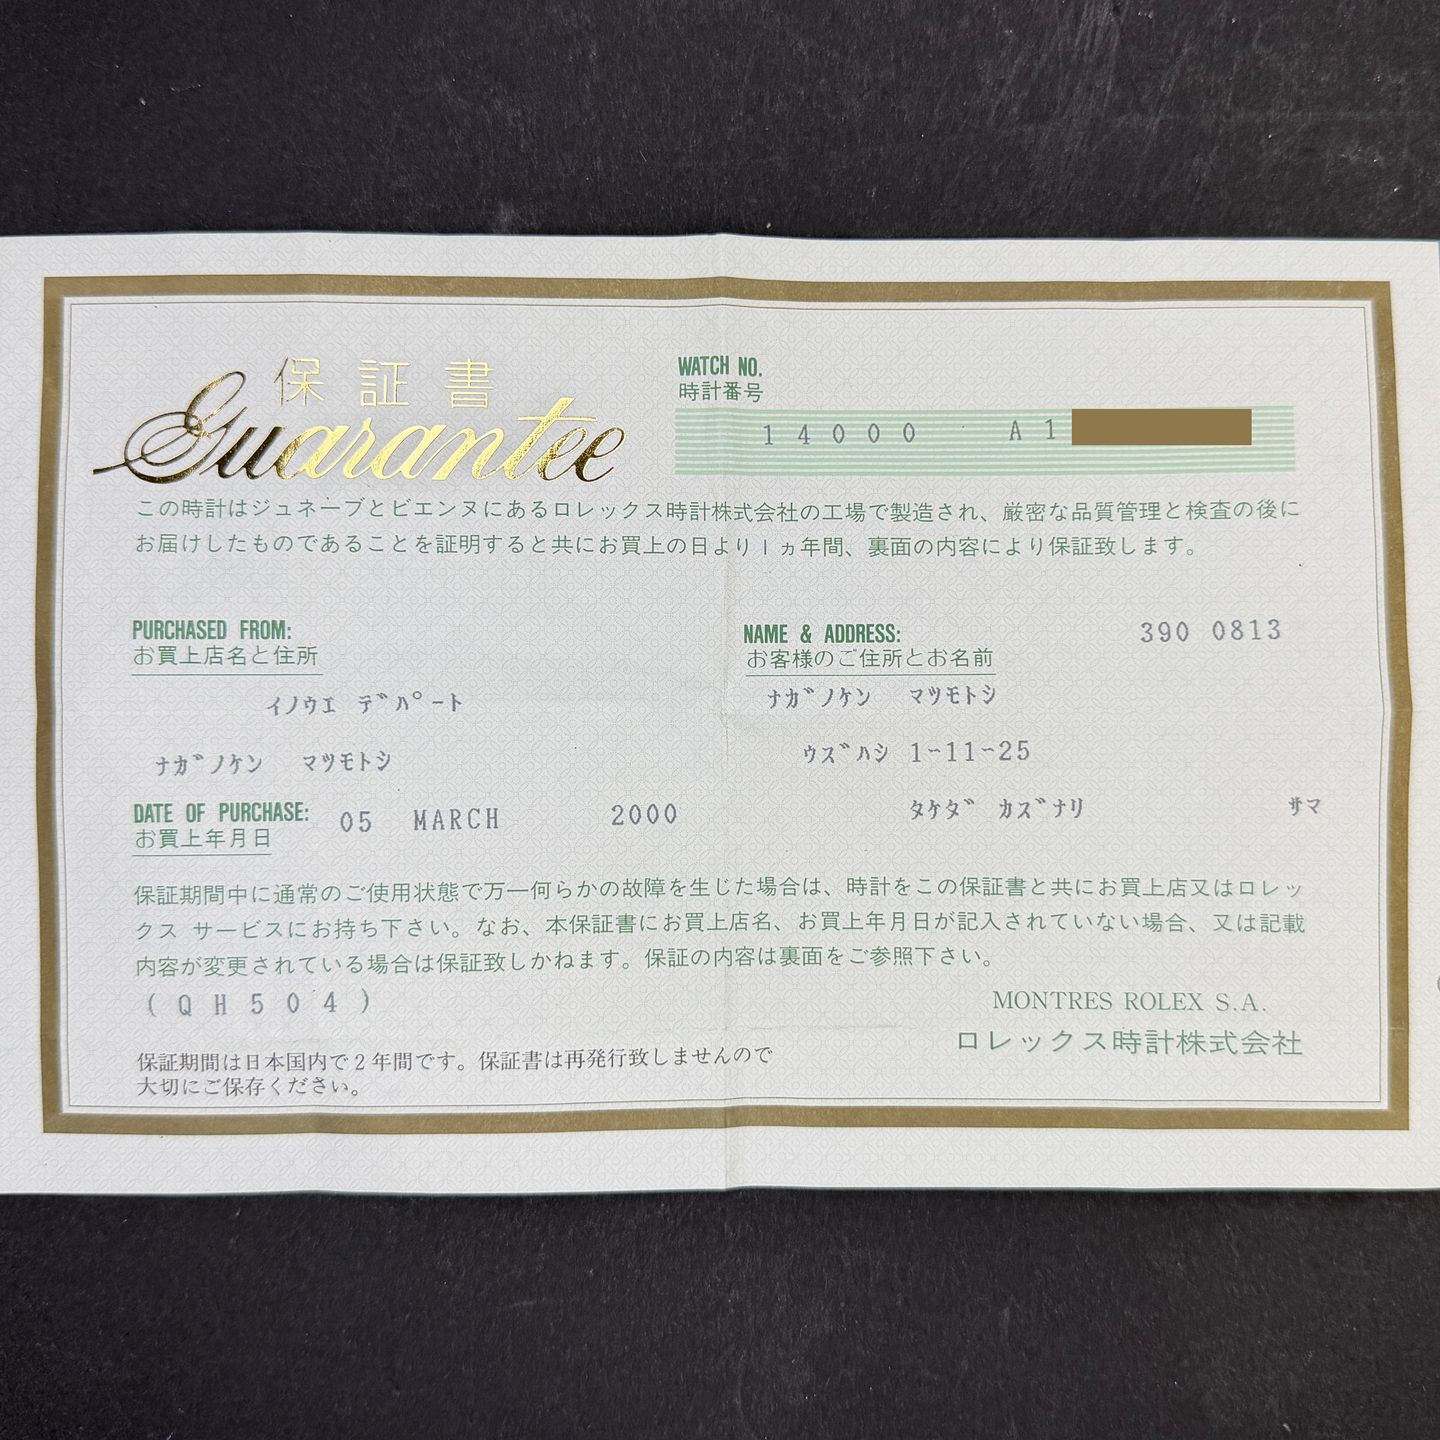 保証書
Guarantee
WATCH NO.
時計番号
14000 A1
この時計はジュネーブとビエンヌにあるロレックス時計株式会社の工場で製造され、厳密な品質管理と検査の後に
お届けしたものであることを証明すると共にお買上の日より1ヵ年間、裏面の内容により保証致します。
PURCHASED FROM:
お買上店名と住所
イノウエ デパート
ナガノケン マツモトシ
NAME & ADDRESS:
390 0813
お客様のご住所とお名前
ナガノケン マツモトシ
ウズハシ 1-11-25
タケダ カズナリ サマ
DATE OF PURCHASE:
お買上年月日
05 MARCH 2000
保証期間中に通常のご使用状態で万一何らかの故障を生じた場合は、時計をこの保証書と共にお買上店又はロレッ
クス サービスにお持ち下さい。なお、本保証書にお買上店名、お買上年月日が記入されていない場合、又は記載
内容が変更されている場合は保証致しかねます。保証の内容は裏面をご参照下さい。
(QH504)
MONTRES ROLEX S.A.
ロレックス時計株式会社
保証期間は日本国内で2年間です。保証書は再発行致しませんので
大切にご保存ください。